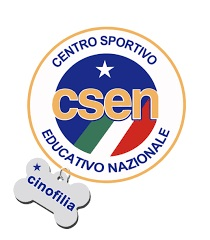 CENTRO SPORTIVO
csen
EDUCATIVO NAZIONALE
cinofilia